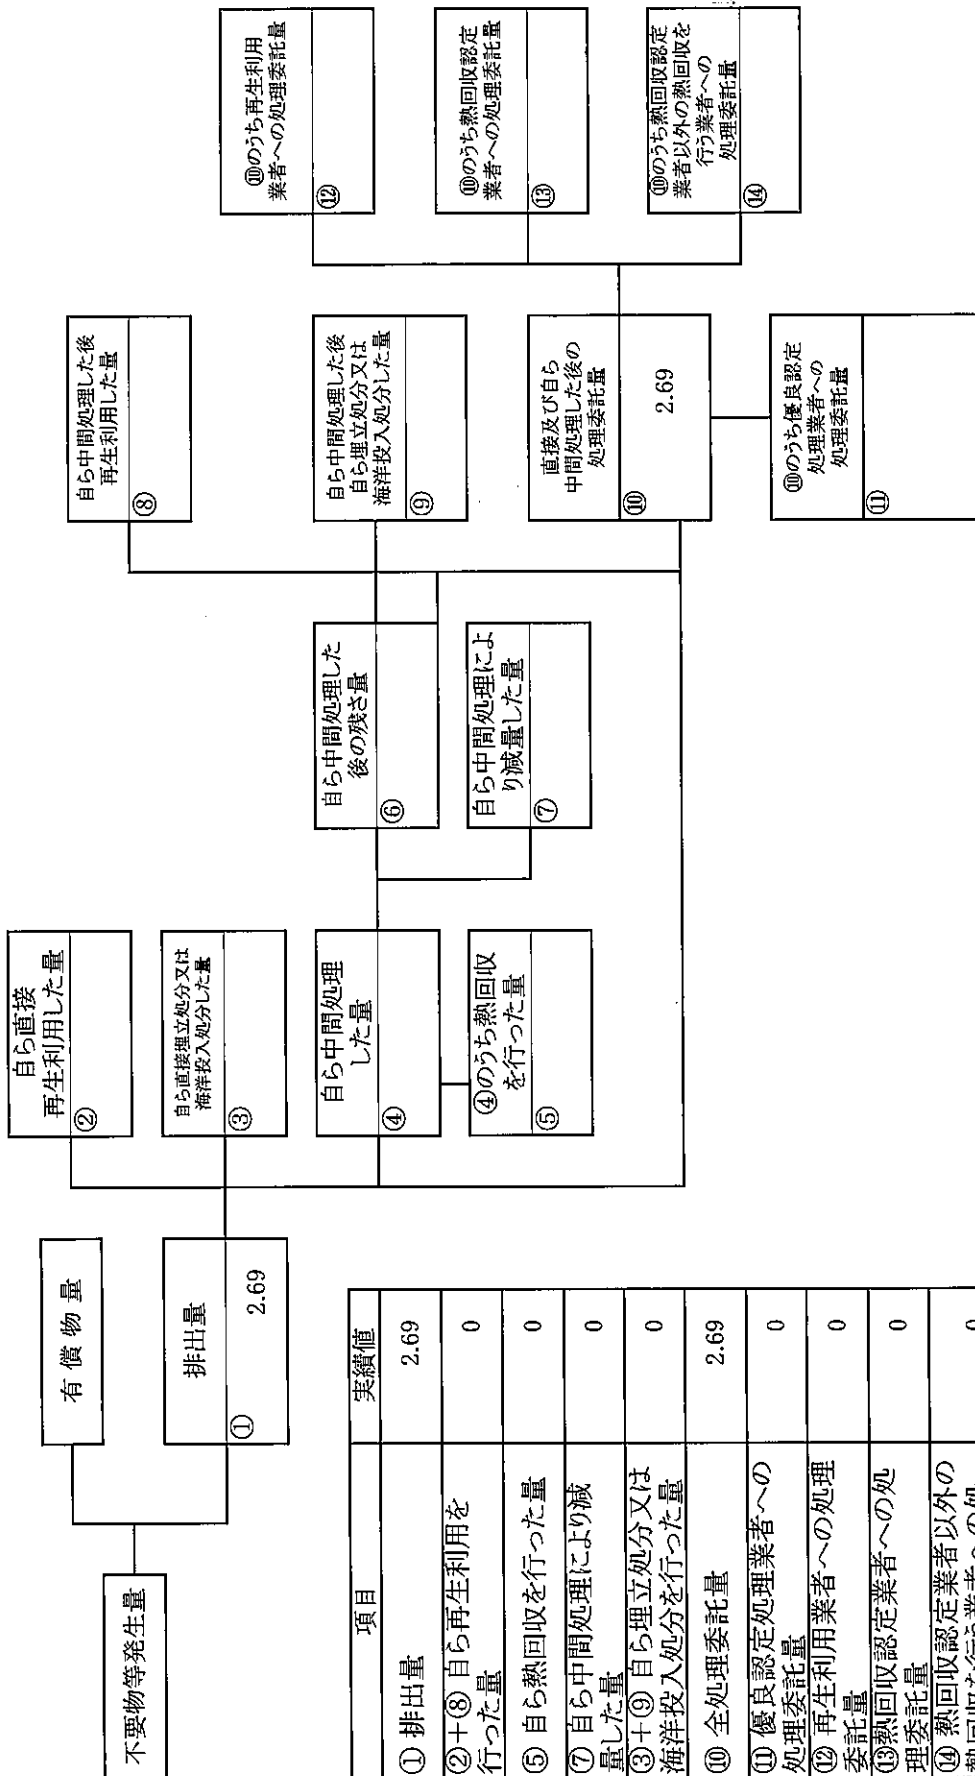 不要物等発生量
有償物量
排出量
①
2.69
自ら直接
再生利用した量
②
自ら直接埋立処分又は
海洋投入処分した量
③
自ら中間処理
した量
④
④のうち熱回収
を行った量
⑤
自ら中間処理した
後の残さ量
⑥
自ら中間処理によ
り減量した量
⑦
自ら中間処理した後
再生利用した量
⑧
自ら中間処理した後
自ら埋立処分又は
海洋投入処分した量
⑨
直接及び自ら
中間処理した後の
処理委託量
⑩
2.69
⑩のうち優良認定
処理業者への
処理委託量
⑪
⑩のうち再生利用
業者への処理委託量
⑫
⑩のうち熱回収認定
業者への処理委託量
⑬
⑩のうち熱回収認定
業者以外の熱回収を
行う業者への
処理委託量
⑭
項目 実績値
① 排出量 2.69
②+⑧ 自ら再生利用を
行った量 0
⑤ 自ら熱回収を行った量 0
⑦ 自ら中間処理により減
量した量 0
③+⑨ 自ら埋立処分又は
海洋投入処分を行った量 0
⑩ 全処理委託量 2.69
⑪ 優良認定処理業者への
処理委託量 0
⑫ 再生利用業者への処理
委託量 0
⑬熱回収認定業者への処
理委託量 0
⑭ 熱回収認定業者以外の
熱回収を行う業者への処 0